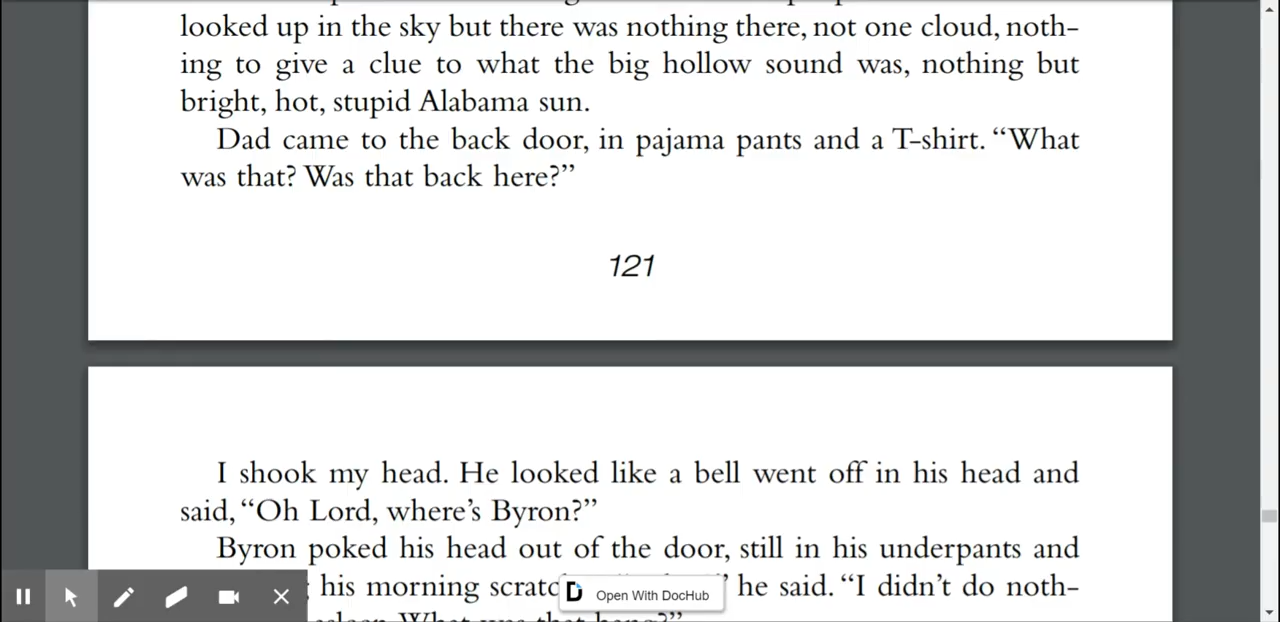 looked up in the sky but there was nothing there, not one cloud, noth-
ing to give a clue to what the big hollow sound was, nothing but
bright, hot, stupid Alabama sun.
Dad came to the back door, in pajama pants and a T-shirt. “What
was that? Was that back here?”
121
I shook my head. He looked like a bell went off in his head and
said, “Oh Lord, where’s Byron?”
Byron poked his head out of the door, still in his underpants and
his morning he said. “I didn’t do noth-
What was that bang?”
Open With DocHub